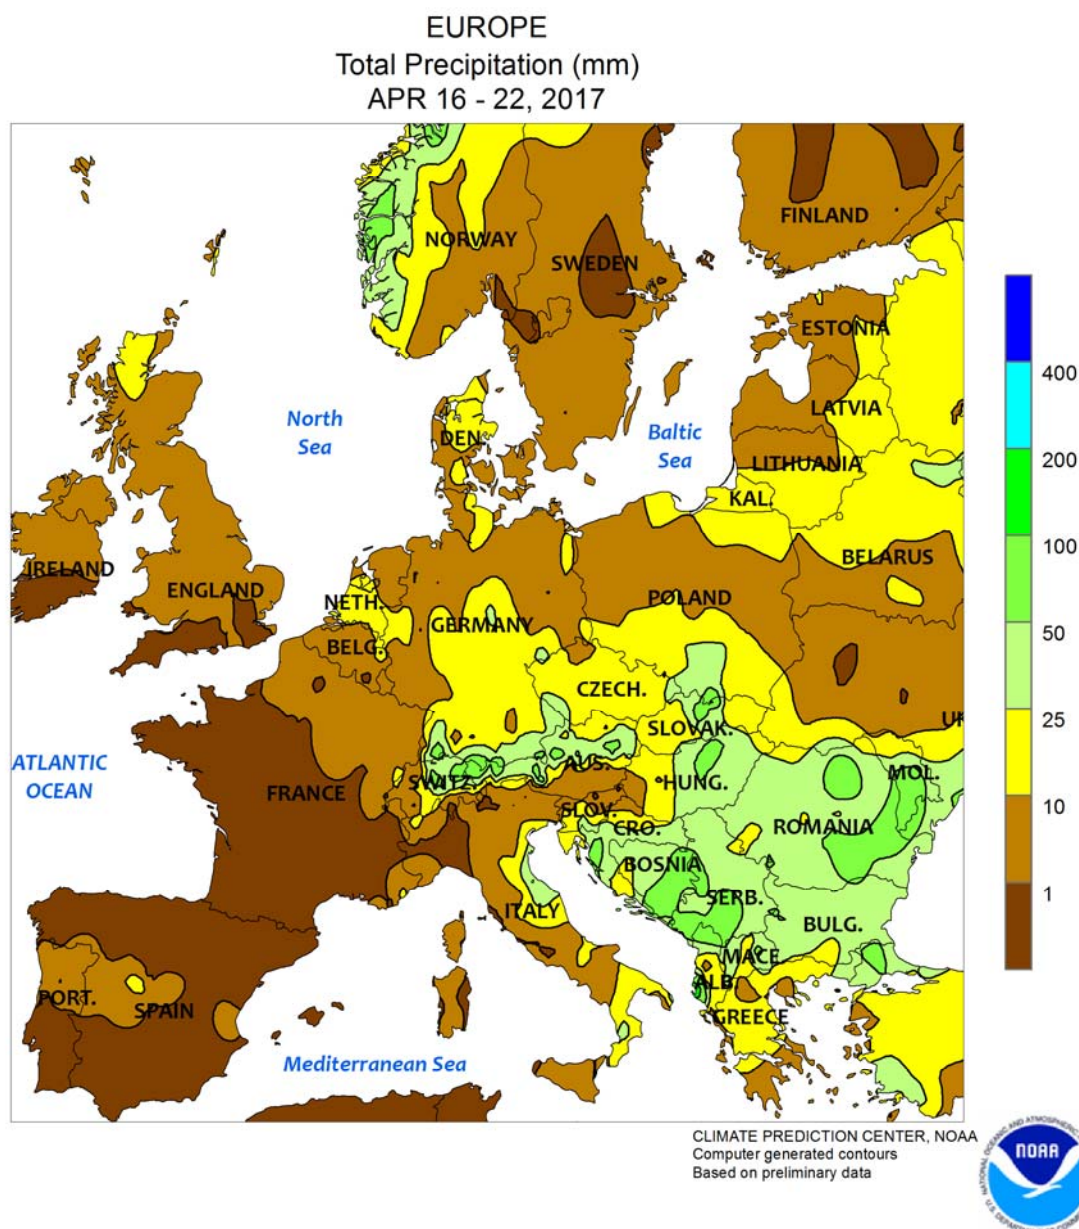 EUROPE
Total Precipitation (mm)
APR 16 - 22, 2017
FINLAND
NORWAY
SWEDEN
ESTONIA
400
North
Sea
LATVIA
DEN.
Baltic
Sea
LITHUANIA
200
KAL.
100
IRELAND
BELARUS
ENGLAND
NETH.
POLAND
GERMANY
50
BELG.
CZECH.
25
SLOVAK.
UK
ATLANTIC
OCEAN
AUS.
MOL.
SWITZ.
HUNG.
FRANCE
10
SLOV.
CRO.
ROMANIA
BOSNIA
1
SERB.
ITALY
BULG.
MACE.
ALB.
PORT.
SPAIN
GREECE
Mediterranean Sea
CLIMATE PREDICTION CENTER, NOAA
Computer generated contours
Based on preliminary data
NOAA